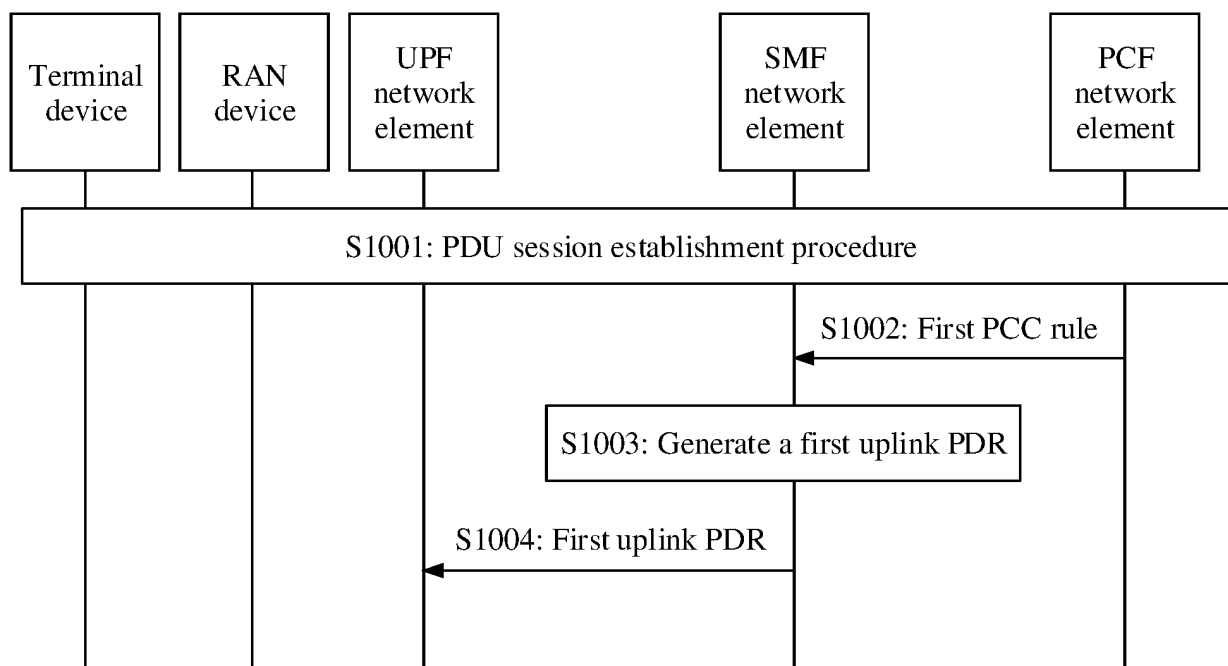 Terminal
device
RAN
device
UPF
network
element
SMF
network
element
PCF
network
element
S1001: PDU session establishment procedure
S1002: First PCC rule
S1003: Generate a first uplink PDR
S1004: First uplink PDR